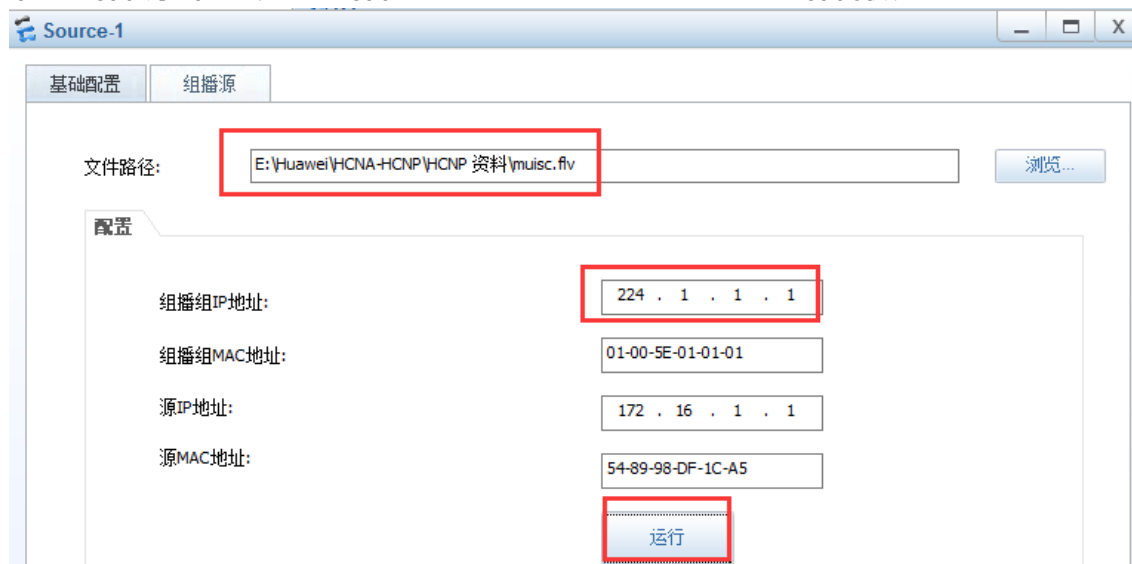 Source-1
基础配置 组播源
文件路径: E:\Huawei\HCNA-HCNP\HCNP 资料\muisc.flv 浏览...
配置
组播组IP地址: 224 . 1 . 1 . 1
组播组MAC地址: 01-00-5E-01-01-01
源IP地址: 172 . 16 . 1 . 1
源MAC地址: 54-89-98-DF-1C-A5
运行